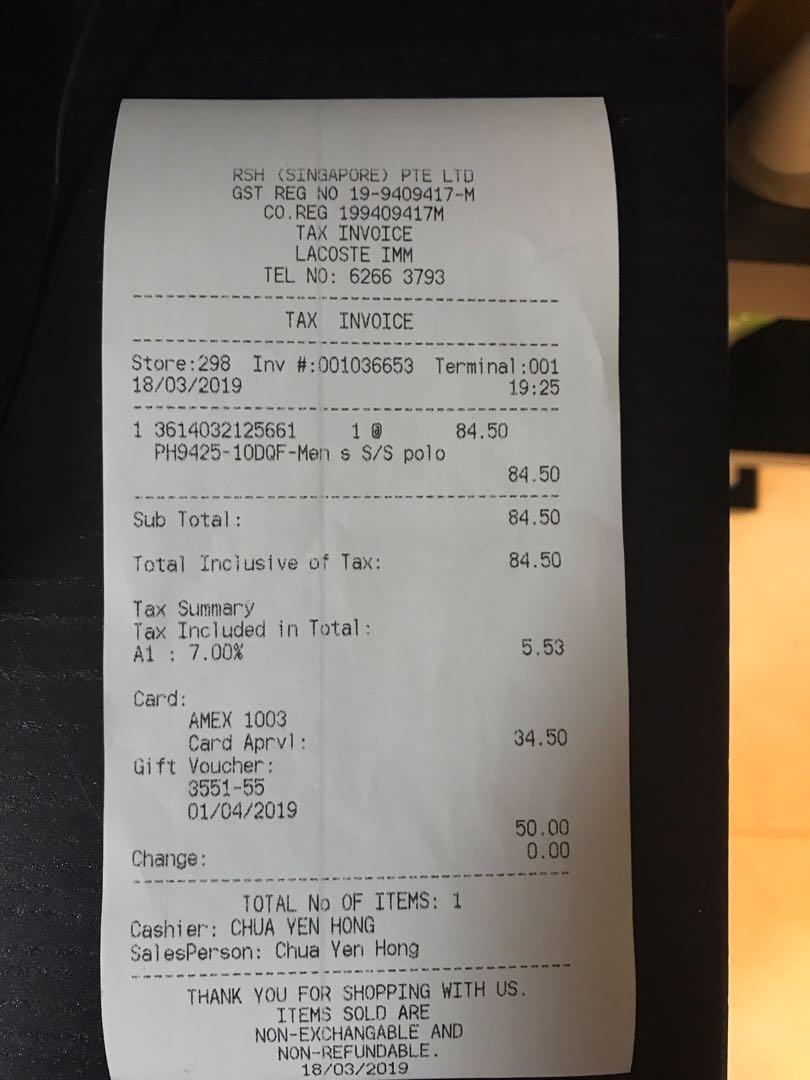 RSH (SINGAPORE) PTE LTD
GST REG NO 19-9409417-M
CO.REG 199409417M
TAX INVOICE
LACOSTE IMM
TEL NO: 6266 3793
TAX INVOICE
Store:298 Inv #:001036653 Terminal:001
18/03/2019 19:25
1 3614032125661 1 @ 84.50
PH9425-10DQF-Men s S/S polo
84.50
Sub Total: 84.50
Total Inclusive of Tax: 84.50
Tax Summary
Tax Included in Total:
A1 : 7.00% 5.53
Card:
AMEX 1003
Card Aprvl: 34.50
Gift Voucher:
3551-55
01/04/2019
50.00
Change: 0.00
TOTAL No OF ITEMS: 1
Cashier: CHUA YEN HONG
SalesPerson: Chua Yen Hong
THANK YOU FOR SHOPPING WITH US.
ITEMS SOLD ARE
NON-EXCHANGABLE AND
NON-REFUNDABLE.
18/03/2019